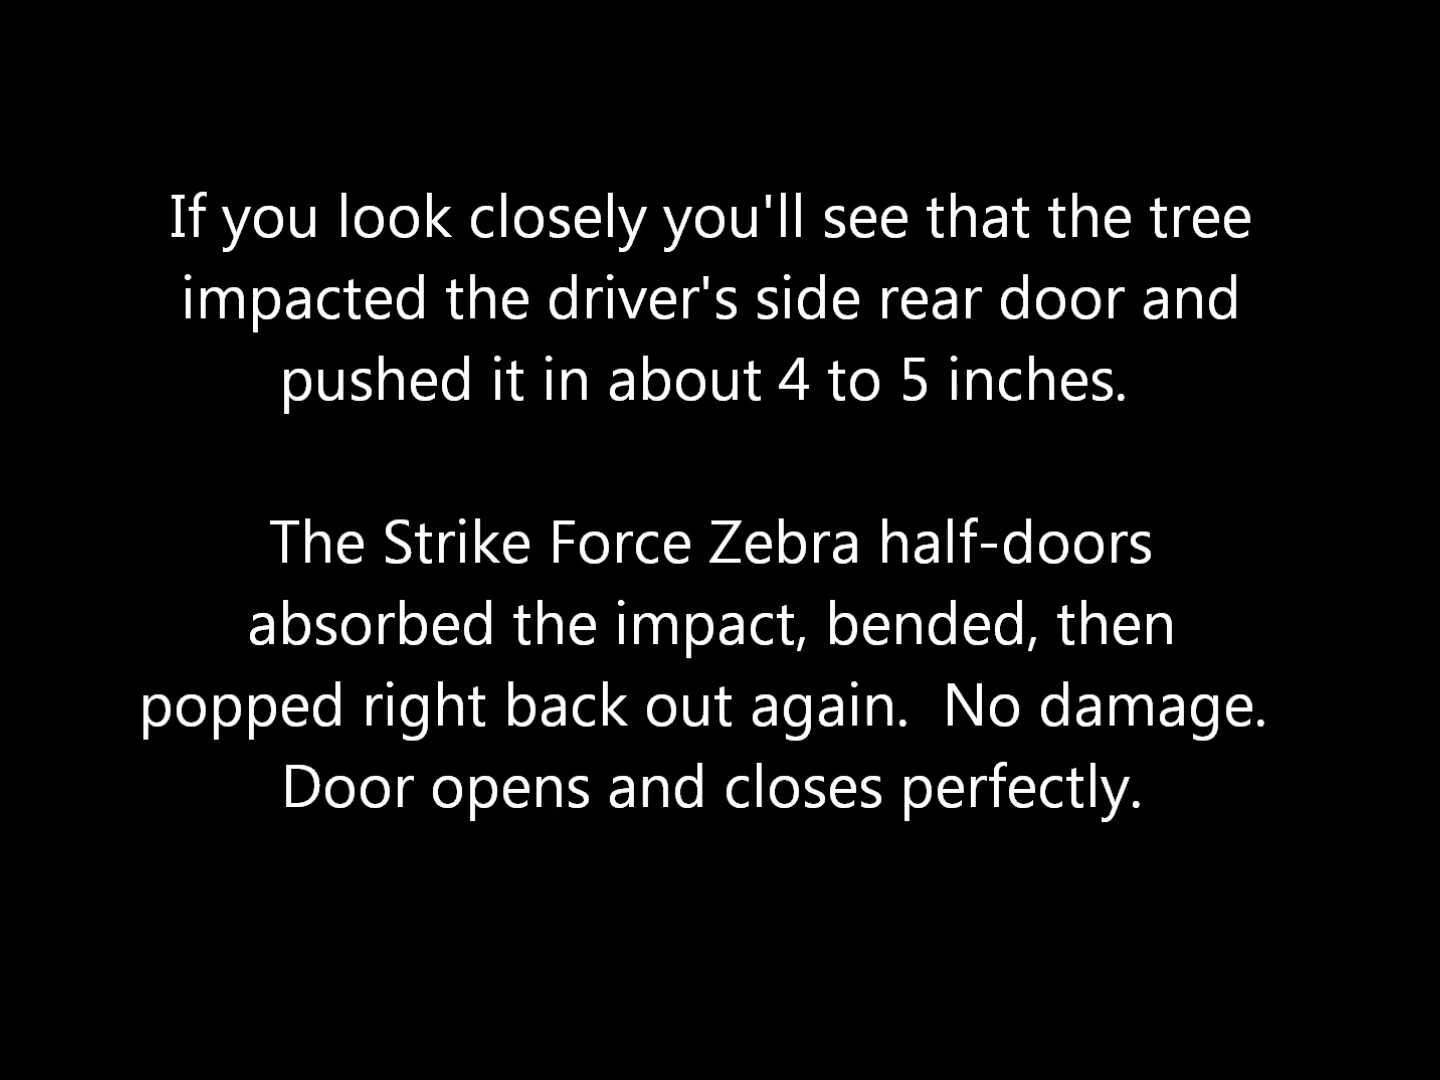 If you look closely you'll see that the tree
impacted the driver's side rear door and
pushed it in about 4 to 5 inches.
The Strike Force Zebra half-doors
absorbed the impact, bended, then
popped right back out again.  No damage.
Door opens and closes perfectly.